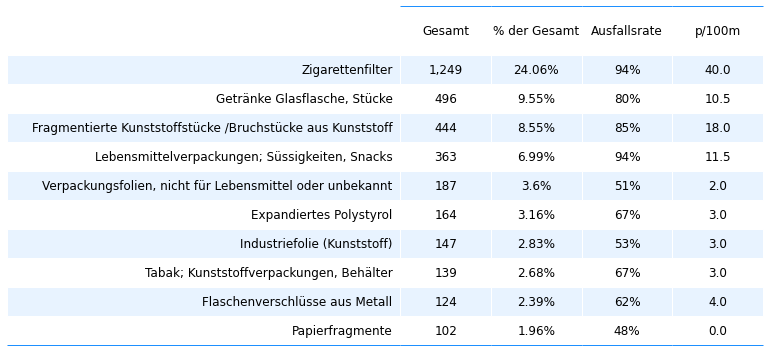 Gesamt % der Gesamt Ausfallsrate p/100m
Zigarettenfilter 1,249 24.06% 94% 40.0
Getränke Glasflasche, Stücke 496 9.55% 80% 10.5
Fragmentierte Kunststoffstücke /Bruchstücke aus Kunststoff 444 8.55% 85% 18.0
Lebensmittelverpackungen; Süssigkeiten, Snacks 363 6.99% 94% 11.5
Verpackungsfolien, nicht für Lebensmittel oder unbekannt 187 3.6% 51% 2.0
Expandiertes Polystyrol 164 3.16% 67% 3.0
Industriefolie (Kunststoff) 147 2.83% 53% 3.0
Tabak; Kunststoffverpackungen, Behälter 139 2.68% 67% 3.0
Flaschenverschlüsse aus Metall 124 2.39% 62% 4.0
Papierfragmente 102 1.96% 48% 0.0